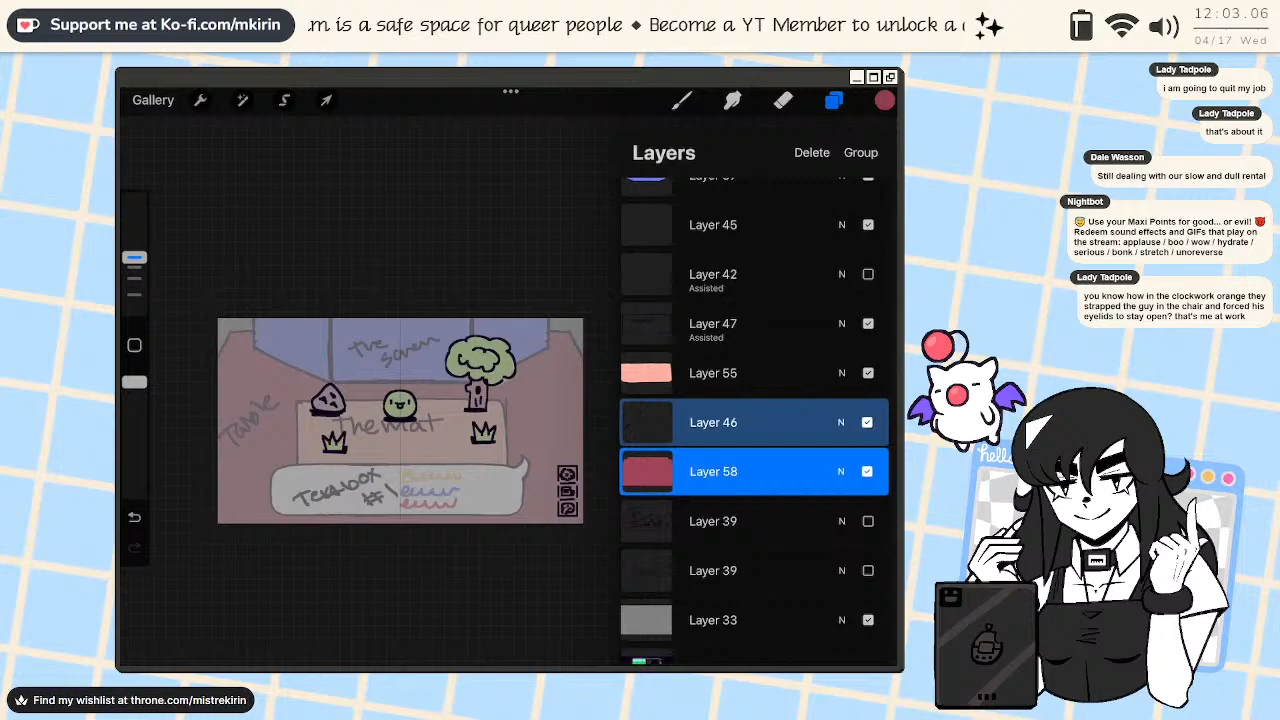 Support me at Ko-fi.com/mkirin
m is a safe space for queer people ◆ Become a YT Member to unlock a
12:03.06
04/17 Wed
Gallery
Layers
Delete
Group
Layer 45
N
Layer 42
Assisted
N
Layer 47
Assisted
N
Layer 55
N
Layer 46
N
Layer 58
N
Layer 39
N
Layer 39
N
Layer 33
N
the screen
Table
The mat
Textbox #1
Lady Tadpole
i am going to quit my job
Lady Tadpole
that's about it
Dale Wasson
Still dealing with our slow and dull rental
Nightbot
😇 Use your Maxi Points for good... or evil! 😈
Redeem sound effects and GIFs that play on
the stream: applause / boo / wow / hydrate /
serious / bonk / stretch / unoreverse
Lady Tadpole
you know how in the clockwork orange they
strapped the guy in the chair and forced his
eyelids to stay open? that's me at work
hello
Find my wishlist at throne.com/mistrekirin